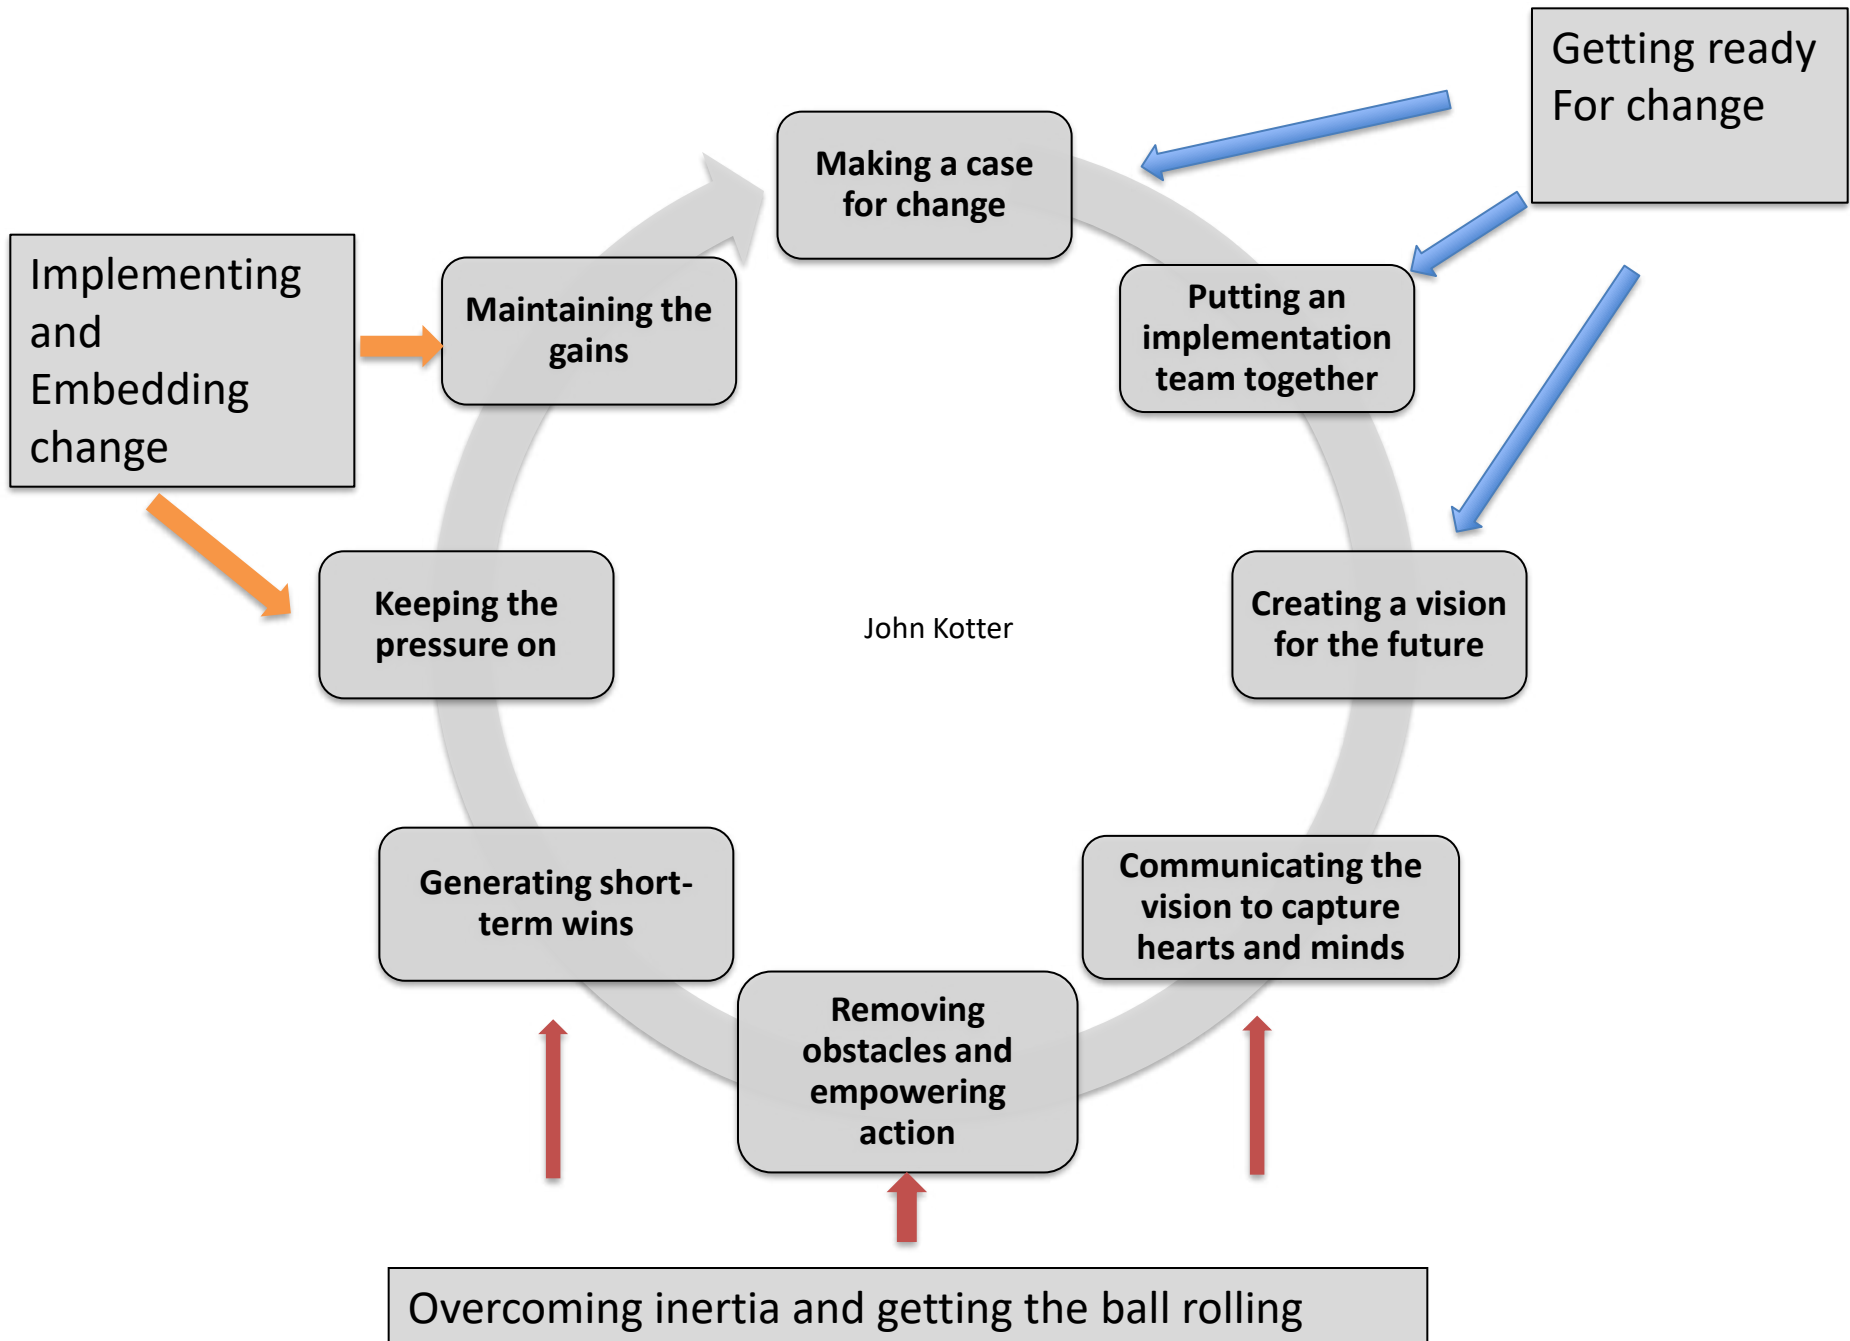 Getting ready
For change
Making a case
for change
Putting an
implementation
team together
Creating a vision
for the future
Communicating the
vision to capture
hearts and minds
Removing
obstacles and
empowering
action
Generating short-
term wins
Keeping the
pressure on
Maintaining the
gains
Implementing
and
Embedding
change
John Kotter
Overcoming inertia and getting the ball rolling